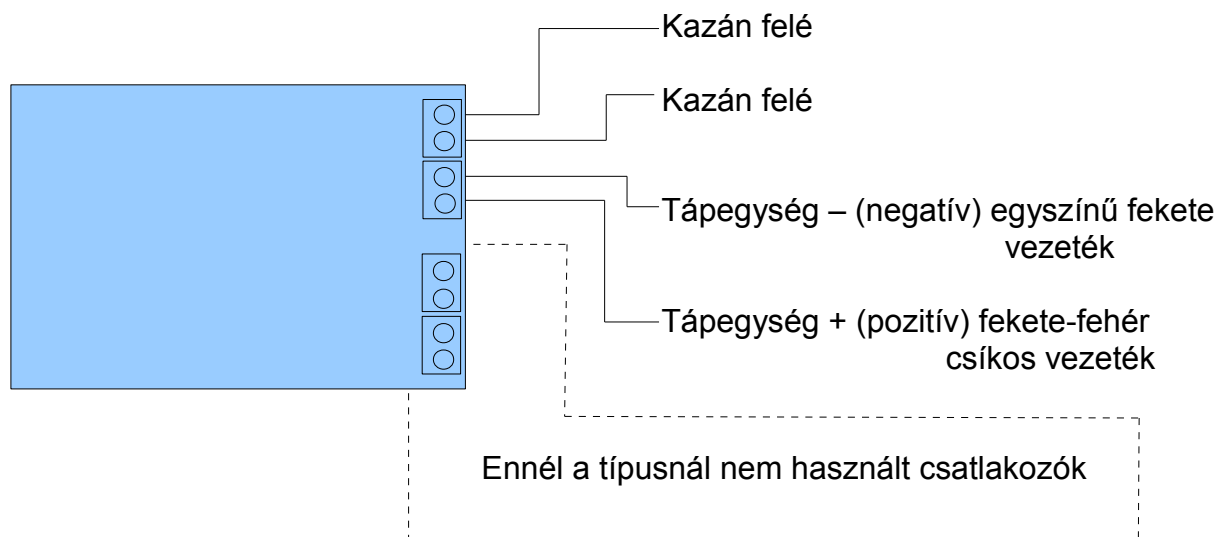 Kazán felé
Kazán felé
Tápegység – (negatív) egyszínű fekete
vezeték
Tápegység + (pozitív) fekete-fehér
csíkos vezeték
Ennél a típusnál nem használt csatlakozók